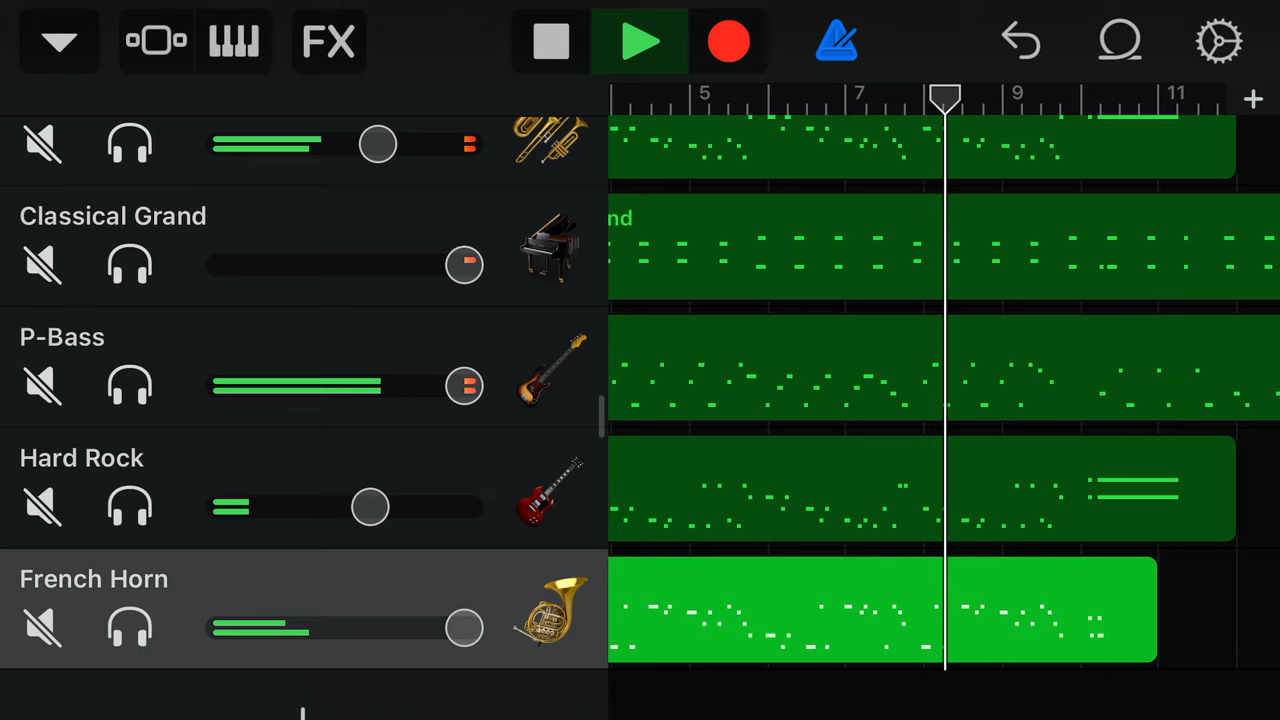 FX
5 7 9 11
nd
Classical Grand
P-Bass
Hard Rock
French Horn